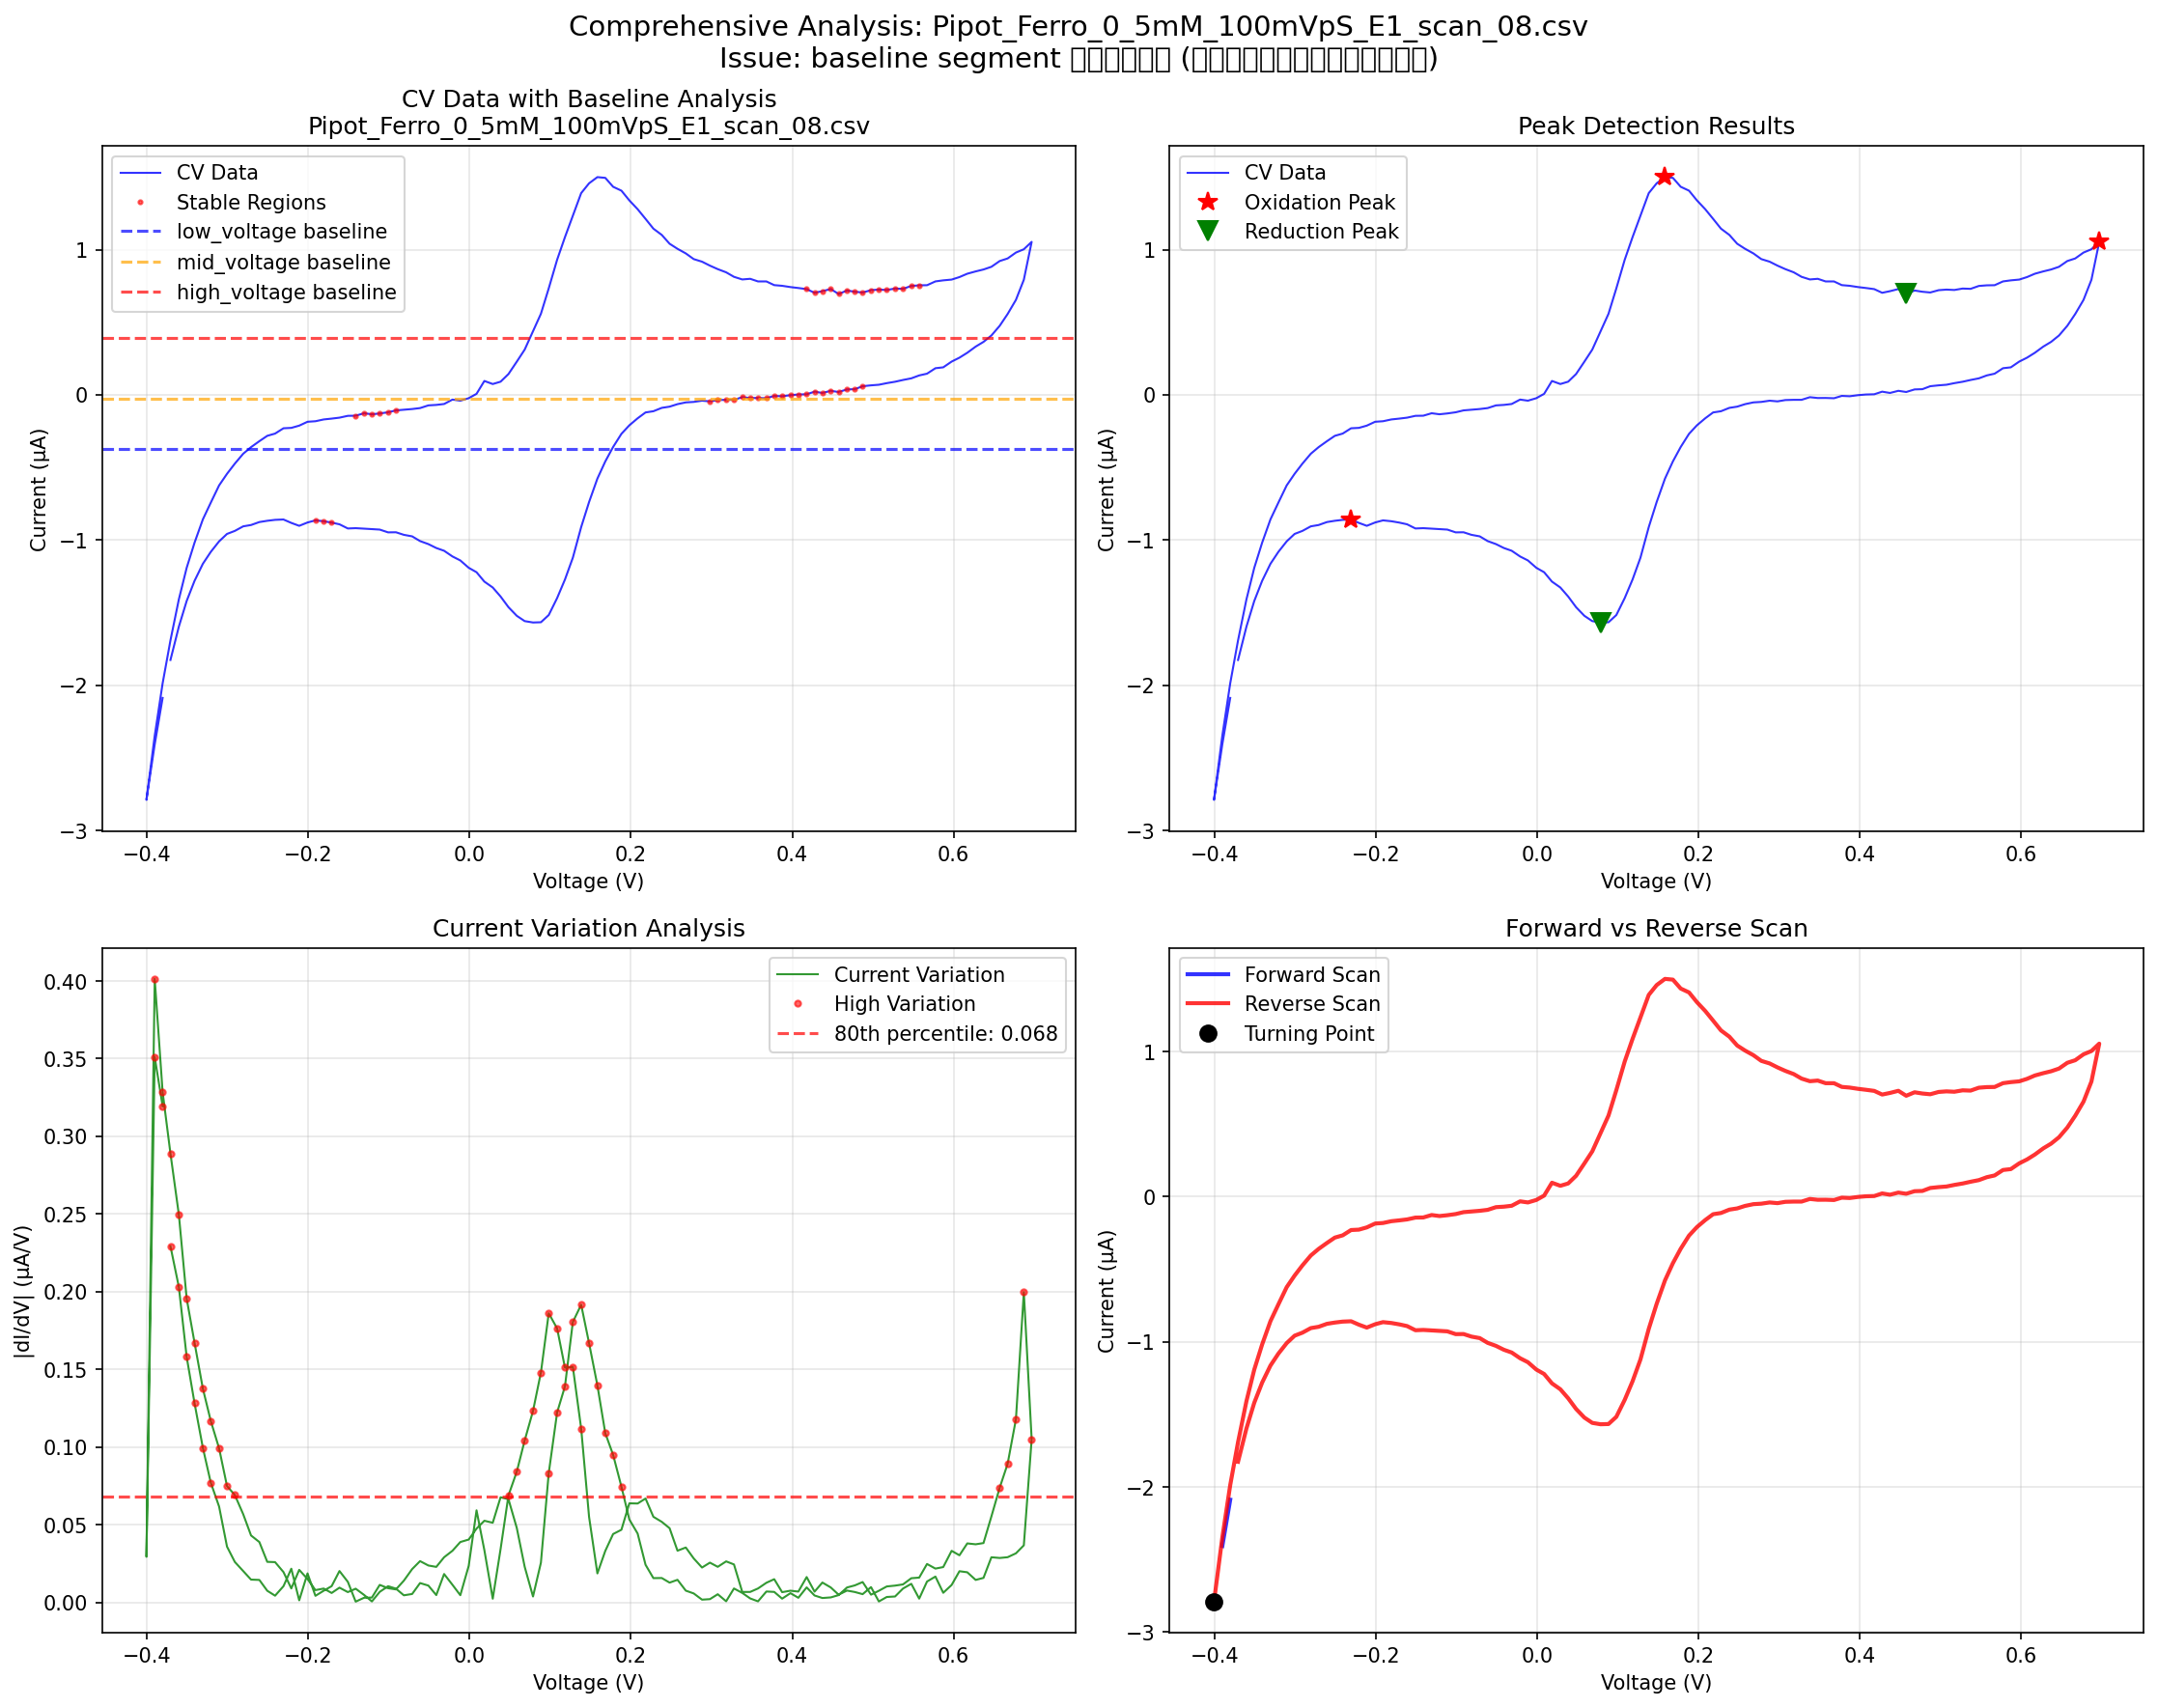 Comprehensive Analysis: Pipot_Ferro_0_5mM_100mVpS_E1_scan_08.csv
Issue: baseline segment
CV Data with Baseline Analysis
Pipot_Ferro_0_5mM_100mVpS_E1_scan_08.csv
CV Data
Stable Regions
low_voltage baseline
mid_voltage baseline
high_voltage baseline
1
0
−1
−2
−3
Current (µA)
−0.4
−0.2
0.0
0.2
0.4
0.6
Voltage (V)
Peak Detection Results
CV Data
Oxidation Peak
Reduction Peak
1
0
−1
−2
−3
Current (µA)
−0.4
−0.2
0.0
0.2
0.4
0.6
Voltage (V)
Current Variation Analysis
Current Variation
High Variation
80th percentile: 0.068
0.40
0.35
0.30
0.25
0.20
0.15
0.10
0.05
0.00
|dI/dV| (µA/V)
−0.4
−0.2
0.0
0.2
0.4
0.6
Voltage (V)
Forward vs Reverse Scan
Forward Scan
Reverse Scan
Turning Point
1
0
−1
−2
−3
Current (µA)
−0.4
−0.2
0.0
0.2
0.4
0.6
Voltage (V)